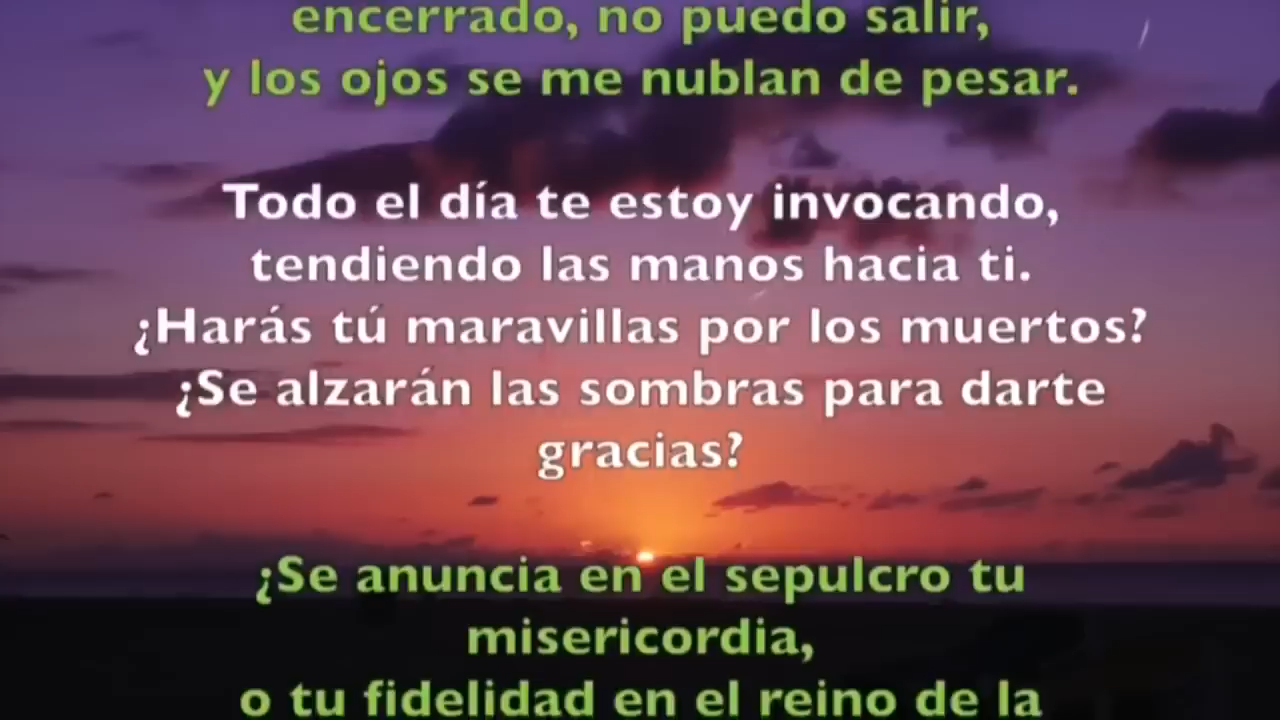 encerrado, no puedo salir,
y los ojos se me nublan de pesar.
Todo el día te estoy invocando,
tendiendo las manos hacia ti.
¿Harás tú maravillas por los muertos?
¿Se alzarán las sombras para darte
gracias?
¿Se anuncia en el sepulcro tu
misericordia,
o tu fidelidad en el reino de la